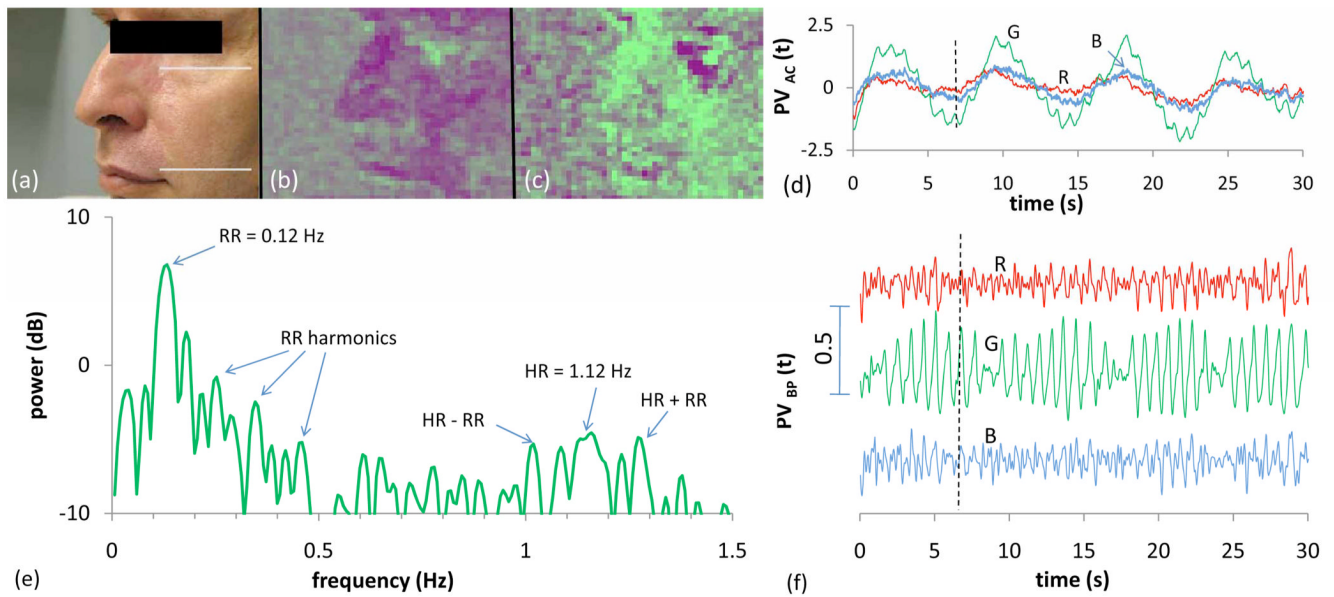 (a)
(b)
(c)
2.5
0
-2.5
PV AC (t)
G
B
R
0 5 10 15 20 25 30
time (s)
(d)
10
0
-10
power (dB)
RR = 0.12 Hz
RR harmonics
HR - RR
HR = 1.12 Hz
HR + RR
0 0.5 1 1.5
frequency (Hz)
(e)
PV BP (t)
0.5
R
G
B
0 5 10 15 20 25 30
time (s)
(f)